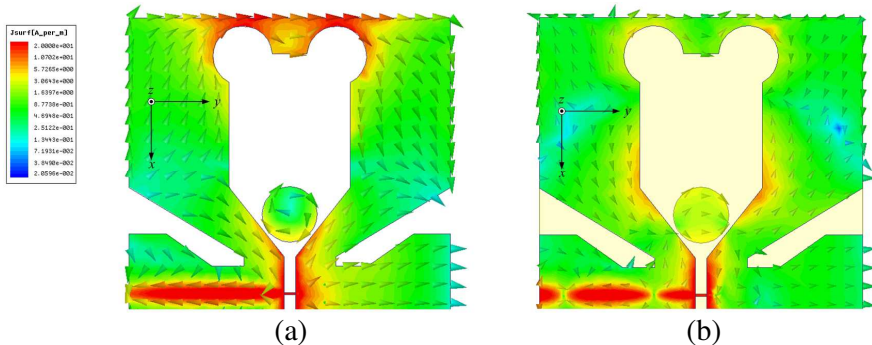 Jsurf[A_per_m]
2.0000e+001
1.0702e+001
5.7265e+000
3.0643e+000
1.6397e+000
8.7738e-001
4.6948e-001
2.5122e-001
1.3443e-001
7.1931e-002
3.8490e-002
2.0596e-002
z
y
x
z
y
x
(a)
(b)